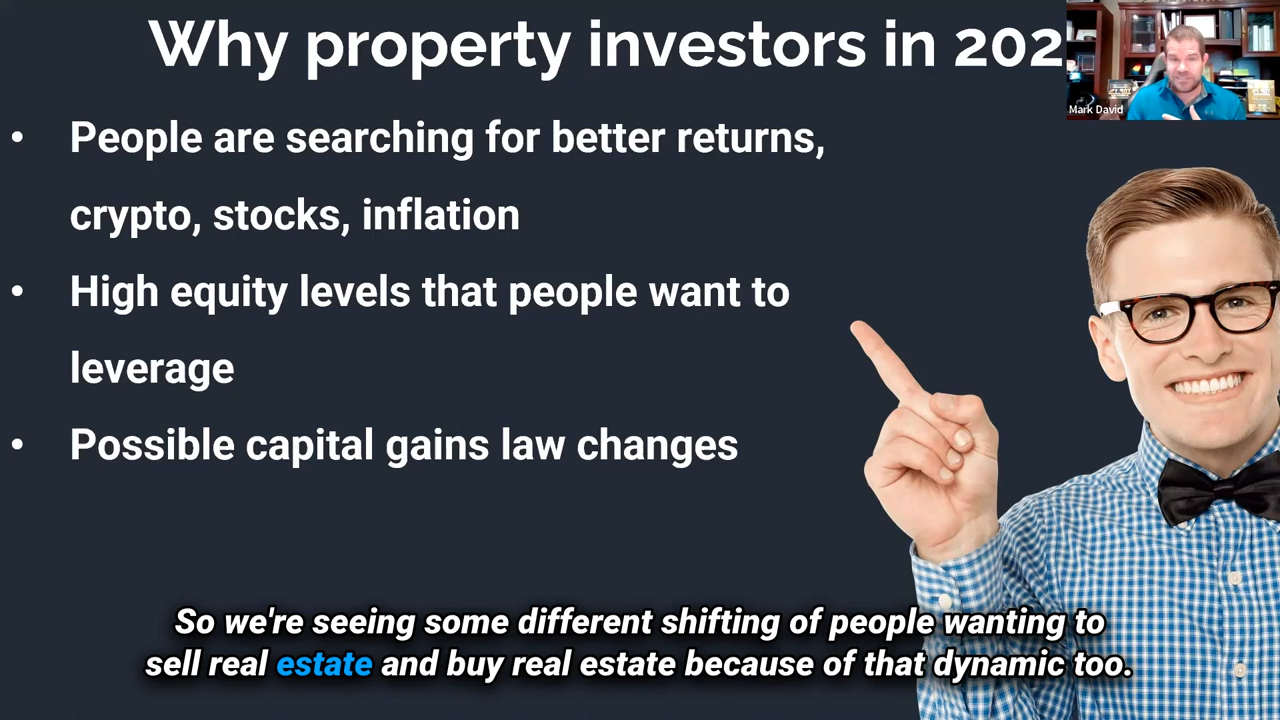 Why property investors in 202
Mark David
• People are searching for better returns,
crypto, stocks, inflation
• High equity levels that people want to
leverage
• Possible capital gains law changes
So we're seeing some different shifting of people wanting to
sell real estate and buy real estate because of that dynamic too.